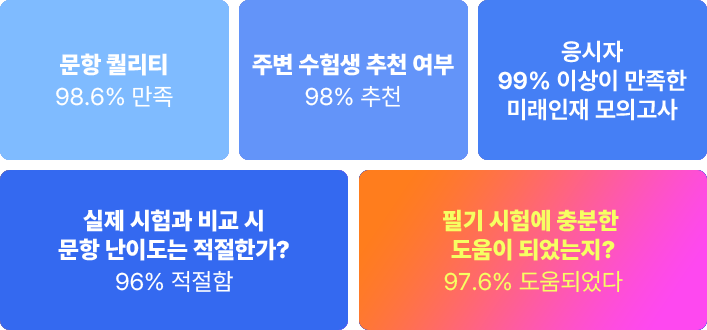 문항 퀄리티
98.6% 만족
주변 수험생 추천 여부
98% 추천
응시자
99% 이상이 만족한
미래인재 모의고사
실제 시험과 비교 시
문항 난이도는 적절한가?
96% 적절함
필기 시험에 충분한
도움이 되었는지?
97.6% 도움되었다